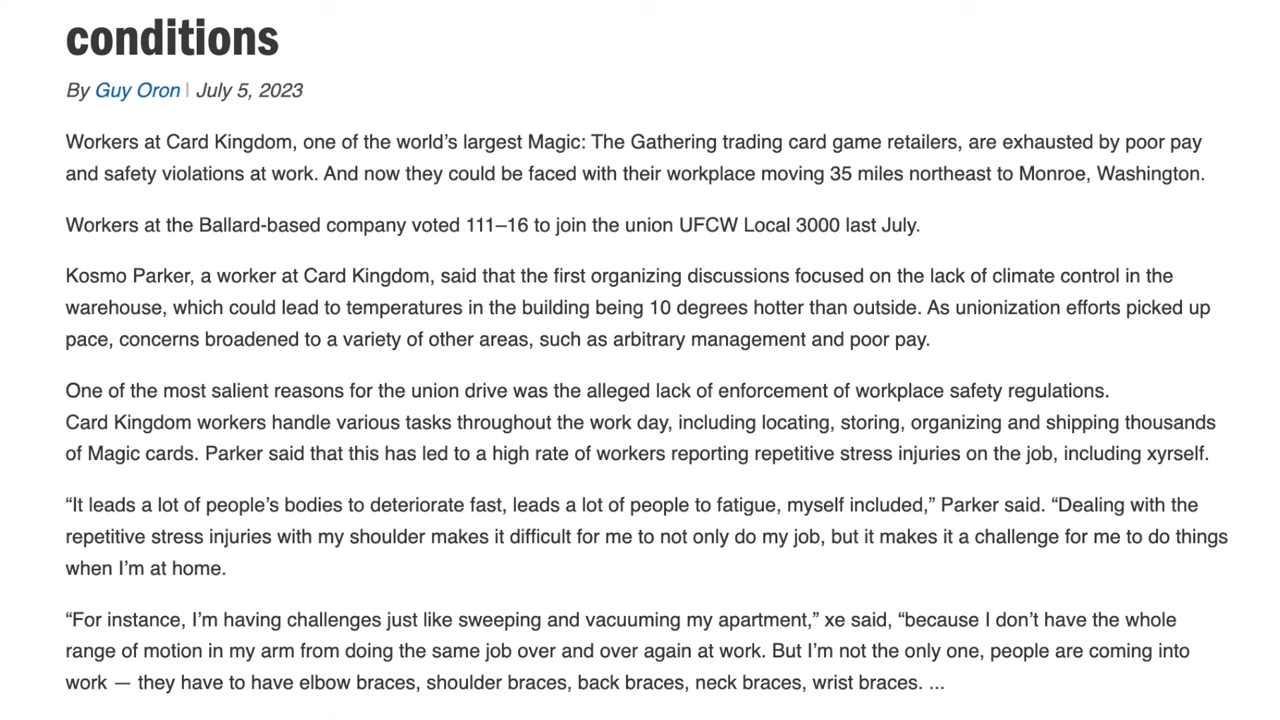 conditions
By Guy Oron | July 5, 2023
Workers at Card Kingdom, one of the world’s largest Magic: The Gathering trading card game retailers, are exhausted by poor pay
and safety violations at work. And now they could be faced with their workplace moving 35 miles northeast to Monroe, Washington.
Workers at the Ballard-based company voted 111–16 to join the union UFCW Local 3000 last July.
Kosmo Parker, a worker at Card Kingdom, said that the first organizing discussions focused on the lack of climate control in the
warehouse, which could lead to temperatures in the building being 10 degrees hotter than outside. As unionization efforts picked up
pace, concerns broadened to a variety of other areas, such as arbitrary management and poor pay.
One of the most salient reasons for the union drive was the alleged lack of enforcement of workplace safety regulations.
Card Kingdom workers handle various tasks throughout the work day, including locating, storing, organizing and shipping thousands
of Magic cards. Parker said that this has led to a high rate of workers reporting repetitive stress injuries on the job, including xyrself.
“It leads a lot of people’s bodies to deteriorate fast, leads a lot of people to fatigue, myself included,” Parker said. “Dealing with the
repetitive stress injuries with my shoulder makes it difficult for me to not only do my job, but it makes it a challenge for me to do things
when I’m at home.
“For instance, I’m having challenges just like sweeping and vacuuming my apartment,” xe said, “because I don’t have the whole
range of motion in my arm from doing the same job over and over again at work. But I’m not the only one, people are coming into
work — they have to have elbow braces, shoulder braces, back braces, neck braces, wrist braces. ...